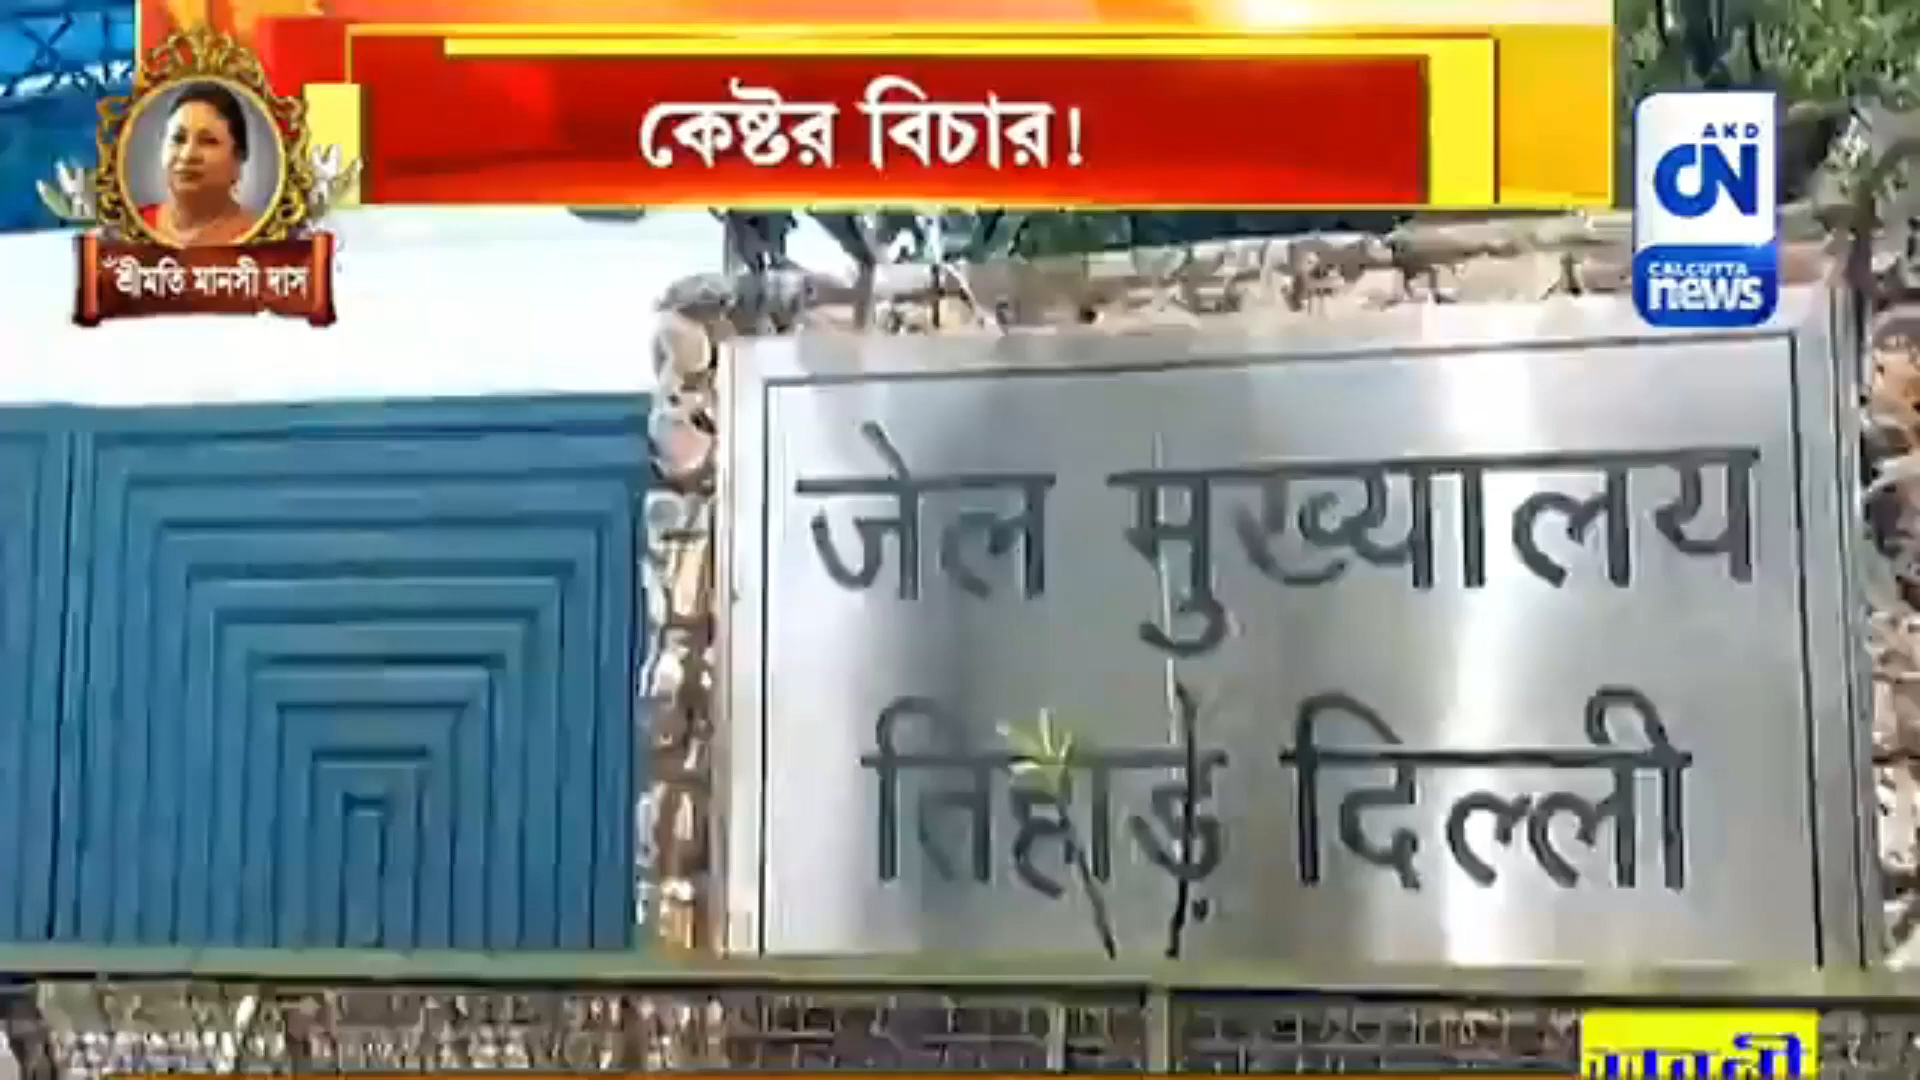 কেষ্টর বিচার!
AKD
CN
CALCUTTA
news
ঁশ্রীমতি মানসী দাস
जेल मुख्यालय
तिहाड़ दिल्ली